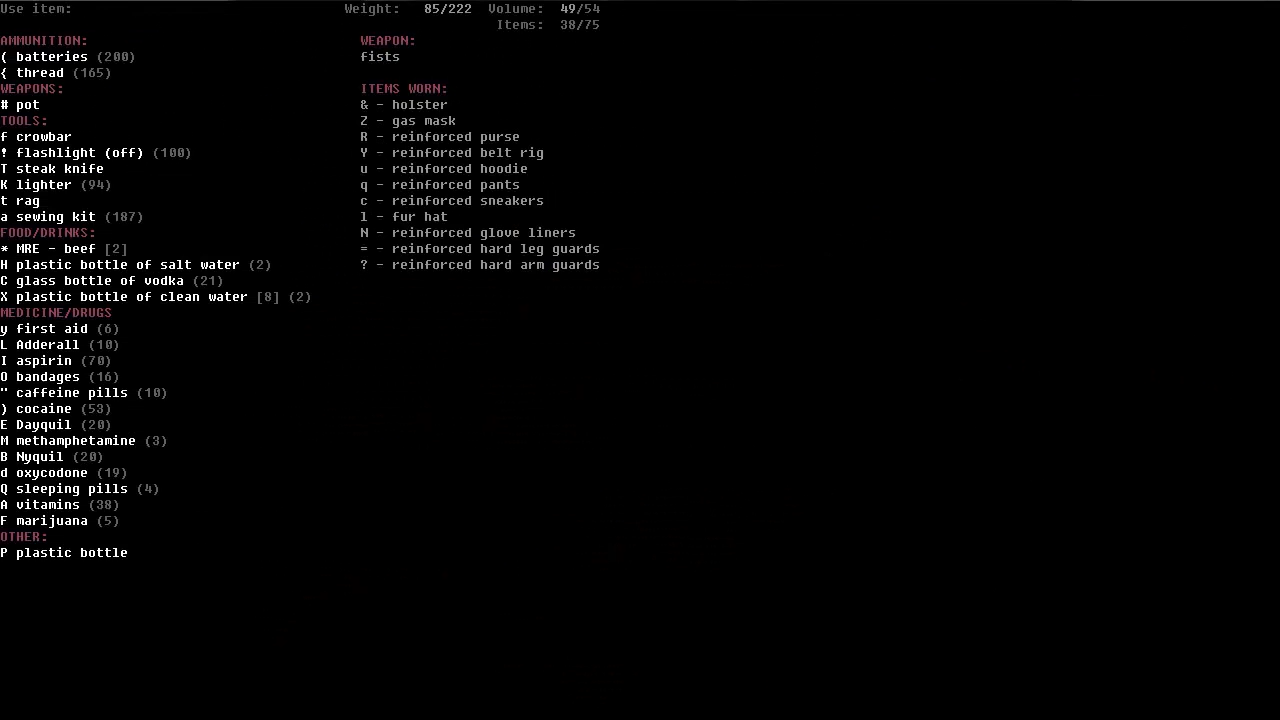 Use item: Weight: 85/222 Volume: 49/54
Items: 38/75
AMMUNITION:
( batteries (200)
{ thread (165)
WEAPONS:
# pot
TOOLS:
f crowbar
! flashlight (off) (100)
T steak knife
K lighter (94)
t rag
a sewing kit (187)
FOOD/DRINKS:
* MRE - beef [2]
H plastic bottle of salt water (2)
C glass bottle of vodka (21)
X plastic bottle of clean water [8] (2)
MEDICINE/DRUGS
y first aid (6)
L Adderall (10)
I aspirin (70)
O bandages (16)
" caffeine pills (10)
) cocaine (53)
E Dayquil (20)
M methamphetamine (3)
B Nyquil (20)
d oxycodone (19)
Q sleeping pills (4)
A vitamins (38)
F marijuana (5)
OTHER:
P plastic bottle
WEAPON:
fists
ITEMS WORN:
& - holster
Z - gas mask
R - reinforced purse
Y - reinforced belt rig
u - reinforced hoodie
q - reinforced pants
c - reinforced sneakers
l - fur hat
N - reinforced glove liners
= - reinforced hard leg guards
? - reinforced hard arm guards